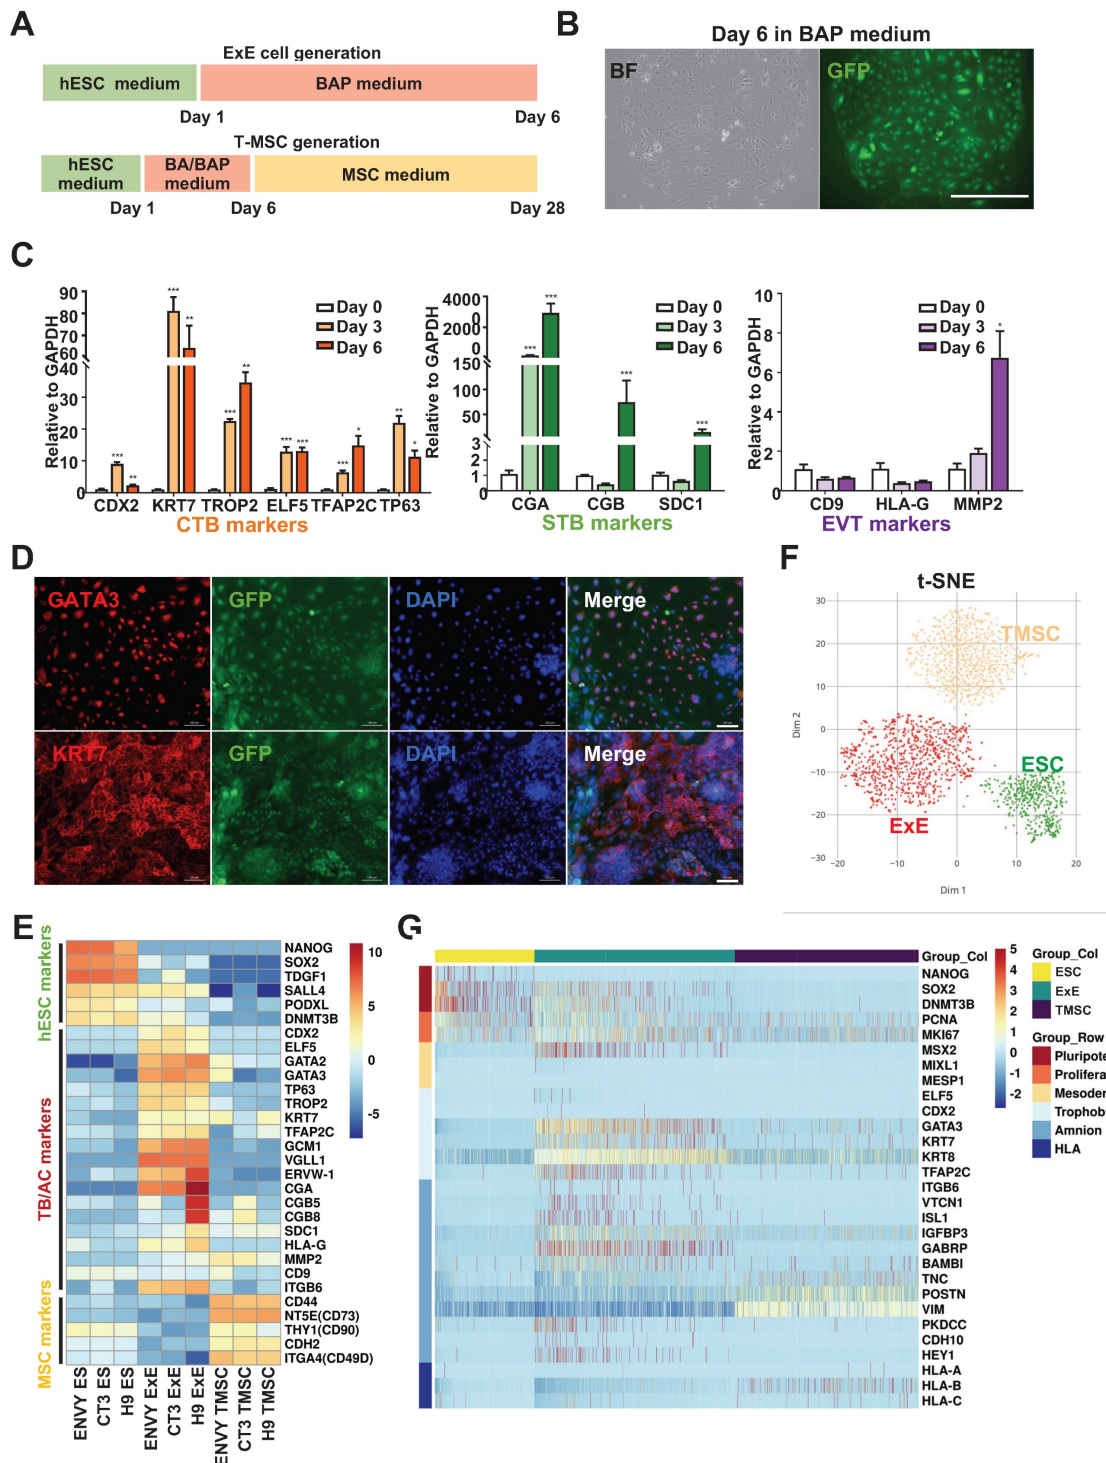 A
ExE cell generation
hESC medium
BAP medium
Day 1
Day 6
T-MSC generation
hESC medium
BA/BAP medium
MSC medium
Day 1
Day 6
Day 28
B
Day 6 in BAP medium
BF
GFP
C
Relative to GAPDH
90
80
70
60
40
30
20
10
0
*** *** ** *** ** *** *** *** * ** * **
Day 0
Day 3
Day 6
CDX2 KRT7 TROP2 ELF5 TFAP2C TP63
CTB markers
Relative to GAPDH
4000
0
2000
0
0
150
100
50
3
2
1
0
*** *** *** ***
Day 0
Day 3
Day 6
CGA CGB SDC1
STB markers
Relative to GAPDH
10
8
6
4
2
0
*
Day 0
Day 3
Day 6
CD9 HLA-G MMP2
EVT markers
D
GATA3
GFP
DAPI
Merge
KRT7
GFP
DAPI
Merge
F
t-SNE
30
20
10
0
−10
−20
−30
−20 −10 0 10 20
Dim 2
Dim 1
TMSC
ESC
ExE
E
hESC markers
TB/AC markers
MSC markers
NANOG
SOX2
TDGF1
SALL4
PODXL
DNMT3B
CDX2
ELF5
GATA2
GATA3
TP63
TROP2
KRT7
TFAP2C
GCM1
VGLL1
ERVW-1
CGA
CGB5
CGB8
SDC1
HLA-G
MMP2
CD9
ITGB6
CD44
NT5E(CD73)
THY1(CD90)
CDH2
ITGA4(CD49D)
10
5
0
-5
ENVY ES
CT3 ES
H9 ES
ENVY ExE
CT3 ExE
H9 ExE
ENVY TMSC
CT3 TMSC
H9 TMSC
G
Group_Col
NANOG
SOX2
DNMT3B
PCNA
MKI67
MSX2
MIXL1
MESP1
ELF5
CDX2
GATA3
KRT7
KRT8
TFAP2C
ITGB6
VTCN1
ISL1
IGFBP3
GABRP
BAMBI
TNC
POSTN
VIM
PKDCC
CDH10
HEY1
HLA-A
HLA-B
HLA-C
5
4
3
2
1
0
-1
-2
Group_Col
ESC
ExE
TMSC
Group_Row
Pluripote
Prolifera
Mesoder
Trophob
Amnion
HLA